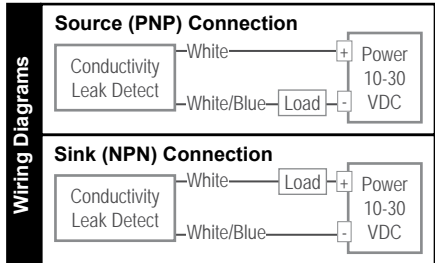 Wiring Diagrams
Source (PNP) Connection
Conductivity
Leak Detect
White
White/Blue
Load
+
-
Power
10-30
VDC
Sink (NPN) Connection
Conductivity
Leak Detect
White
Load
White/Blue
+
-
Power
10-30
VDC